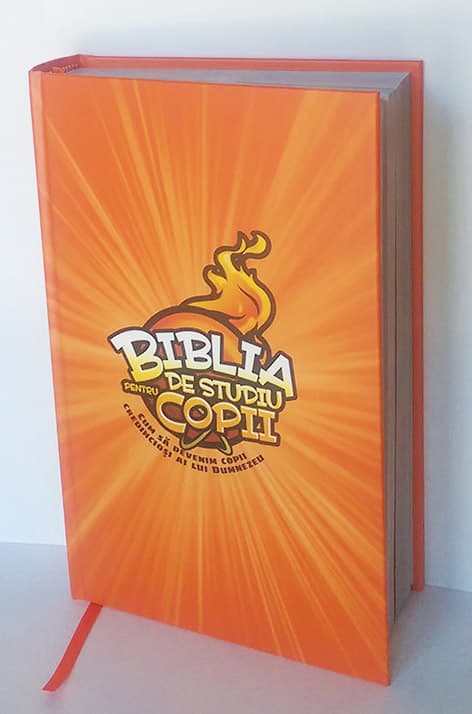 BIBLIA
DE STUDIU
PENTRU
COPII
CUM SĂ DEVENIM COPII
CREDINCIOȘI AI LUI DUMNEZEU